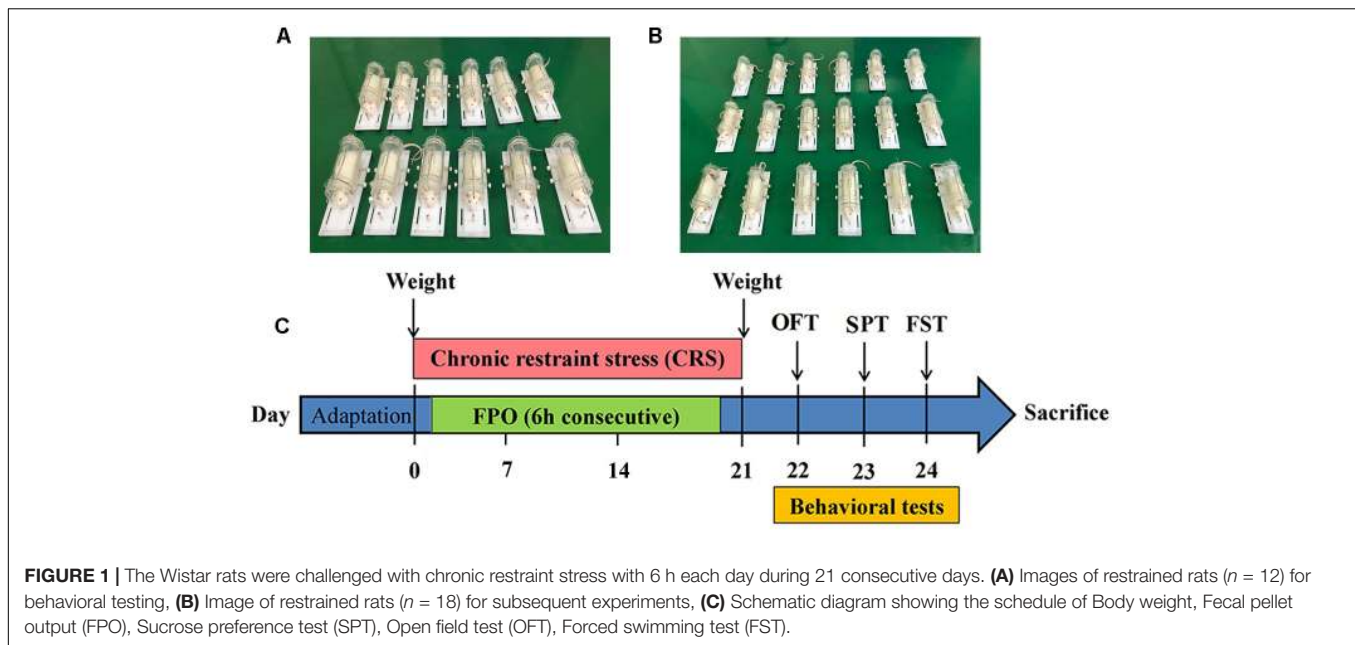 A
B
Weight
Weight
C
OFT SPT FST
Chronic restraint stress (CRS)
Day Adaptation FPO (6h consecutive) Sacrifice
0 7 14 21 22 23 24
Behavioral tests
FIGURE 1 | The Wistar rats were challenged with chronic restraint stress with 6 h each day during 21 consecutive days. (A) Images of restrained rats (n = 12) for
behavioral testing, (B) Image of restrained rats (n = 18) for subsequent experiments, (C) Schematic diagram showing the schedule of Body weight, Fecal pellet
output (FPO), Sucrose preference test (SPT), Open field test (OFT), Forced swimming test (FST).